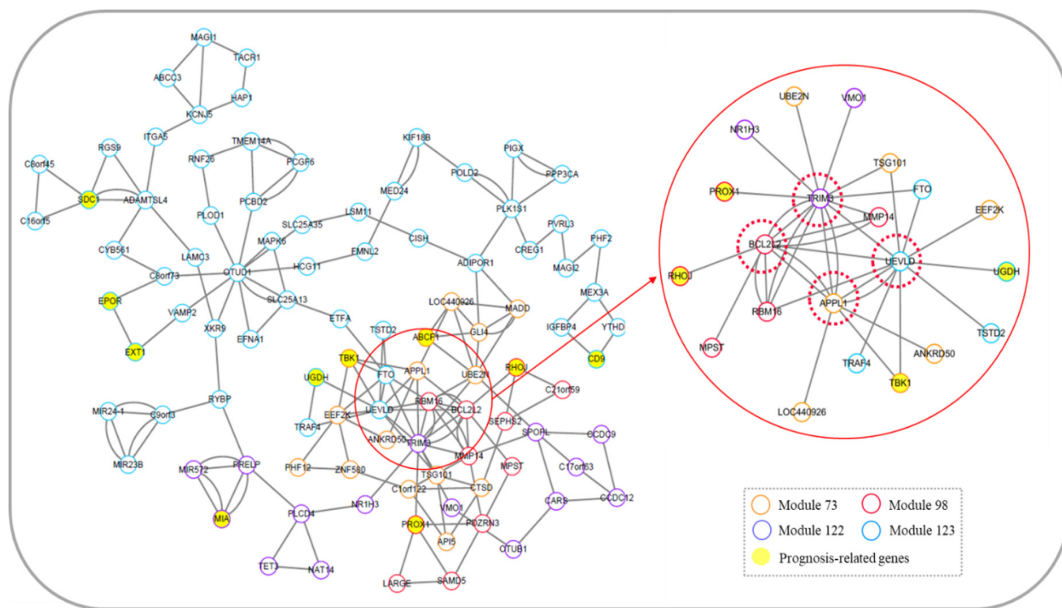 MAGI1
TACR1
ABCC3
HAP1
KCNJ5
ITGA5
RGS9
C8orf45
SDC1
ADAMTSL4
C16orf5
CYB561
LAMC3
C8orf73
EPOR
VAMP2
EXT1
XKR9
RNF26
TMEM14A
PCGF6
PCBD2
PLOD1
SLC25A35
MAPK6
OTUD1
HCG11
SLC25A13
EFNA1
ETFA
KIF18B
MED24
POLD2
LSM11
CISH
FMNL2
ADIPOR1
PIGX
PPP3CA
PLK1S1
CREG1
PVRL3
MAGI2
PHF2
MEX3A
IGFBP4
YTHD
CD9
LOC440926
MADD
GLI4
ABCF1
TSTD2
TBK1
FTO
APPL1
UBE2N
UGDH
RHOJ
EEF2K
UEVLD
RBM16
BCL2L2
C21orf59
SEPHS2
TRAF4
ANKRD50
TRIM3
SPOPL
CCDC9
MMP14
PHF12
ZNF580
TSG101
MPST
C17orf63
C1orf122
CTSD
CARS
CCDC12
NR1H3
VMO1
PROX1
PDZRN3
API5
OTUB1
LARGE
SAMD5
RYBP
MIR24-1
C9orf3
MIR23B
MIR572
PRELP
MIA
PLCD4
TET3
NAT14
UBE2N
VMO1
NR1H3
TSG101
PROX1
TRIM3
FTO
MMP14
EEF2K
BCL2L2
UEVLD
RHOJ
UGDH
RBM16
APPL1
TSTD2
MPST
TRAF4
ANKRD50
TBK1
LOC440926
Module 73
Module 98
Module 122
Module 123
Prognosis-related genes